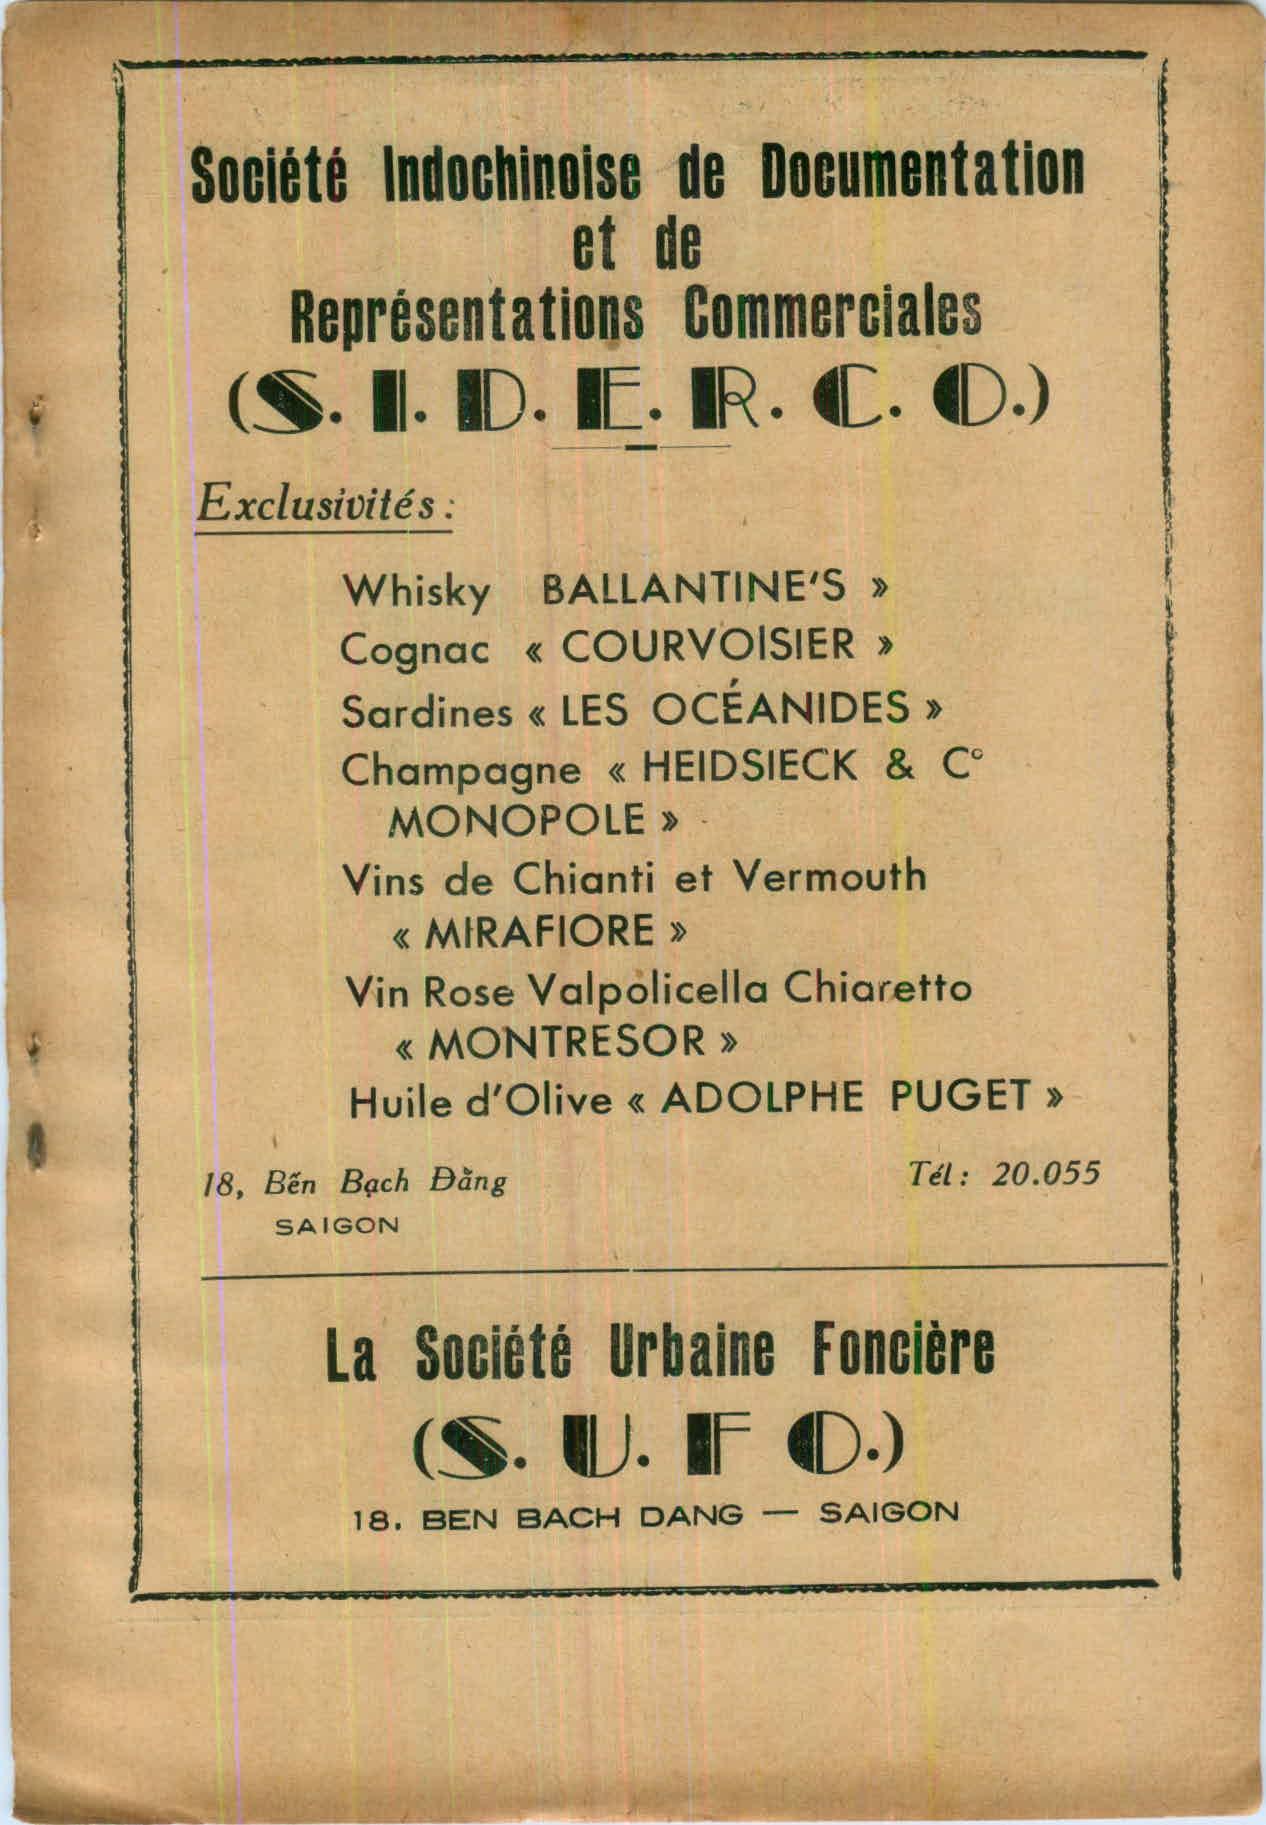 Société Indochinoise de Documentation
et de
Représentations Commerciales
(S. I. D. E. R. C. O.)
Exclusivités :
Whisky BALLANTINE'S »
Cognac « COURVOISIER »
Sardines « LES OCÉANIDES »
Champagne « HEIDSIECK & Co
MONOPOLE »
Vins de Chianti et Vermouth
« MIRAFIORE »
Vin Rose Valpolicella Chiaretto
« MONTRESOR »
Huile d'Olive « ADOLPHE PUGET »
18, Bến Bạch Đằng Tél : 20.055
SAIGON
La Société Urbaine Foncière
(S. U. F O.)
18. BEN BACH DANG — SAIGON